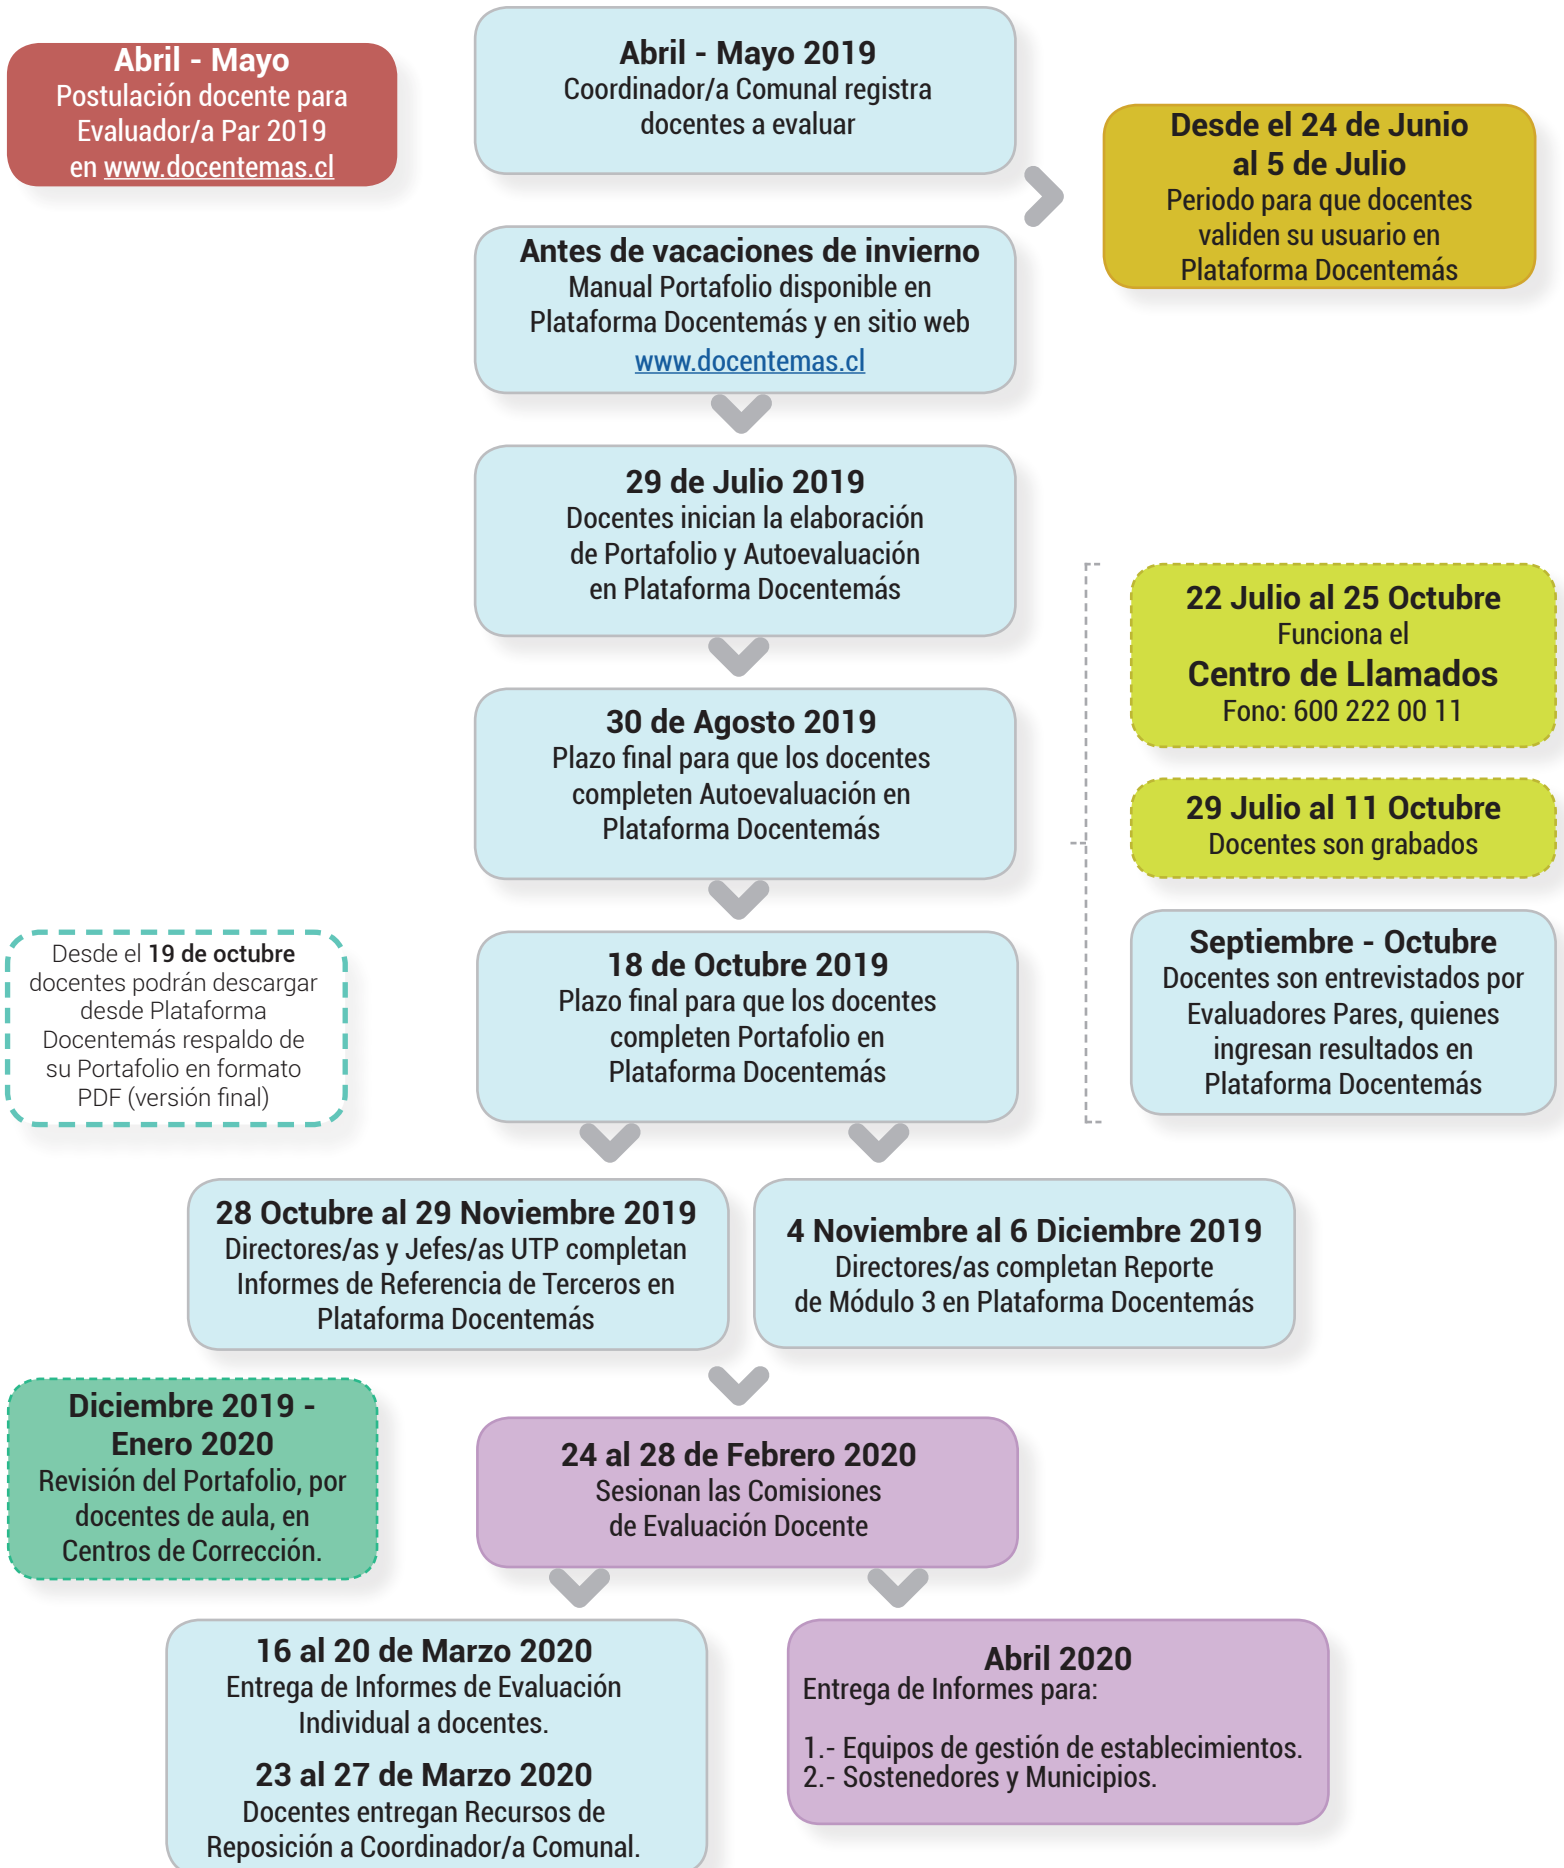 Abril - Mayo
Postulación docente para
Evaluador/a Par 2019
en www.docentemas.cl
Abril - Mayo 2019
Coordinador/a Comunal registra
docentes a evaluar
Desde el 24 de Junio
al 5 de Julio
Periodo para que docentes
validen su usuario en
Plataforma Docentemás
Antes de vacaciones de invierno
Manual Portafolio disponible en
Plataforma Docentemás y en sitio web
www.docentemas.cl
29 de Julio 2019
Docentes inician la elaboración
de Portafolio y Autoevaluación
en Plataforma Docentemás
22 Julio al 25 Octubre
Funciona el
Centro de Llamados
Fono: 600 222 00 11
30 de Agosto 2019
Plazo final para que los docentes
completen Autoevaluación en
Plataforma Docentemás
29 Julio al 11 Octubre
Docentes son grabados
Septiembre - Octubre
Docentes son entrevistados por
Evaluadores Pares, quienes
ingresan resultados en
Plataforma Docentemás
Desde el 19 de octubre
docentes podrán descargar
desde Plataforma
Docentemás respaldo de
su Portafolio en formato
PDF (versión final)
18 de Octubre 2019
Plazo final para que los docentes
completen Portafolio en
Plataforma Docentemás
28 Octubre al 29 Noviembre 2019
Directores/as y Jefes/as UTP completan
Informes de Referencia de Terceros en
Plataforma Docentemás
4 Noviembre al 6 Diciembre 2019
Directores/as completan Reporte
de Módulo 3 en Plataforma Docentemás
Diciembre 2019 -
Enero 2020
Revisión del Portafolio, por
docentes de aula, en
Centros de Corrección.
24 al 28 de Febrero 2020
Sesionan las Comisiones
de Evaluación Docente
16 al 20 de Marzo 2020
Entrega de Informes de Evaluación
Individual a docentes.
23 al 27 de Marzo 2020
Docentes entregan Recursos de
Reposición a Coordinador/a Comunal.
Abril 2020
Entrega de Informes para:
1.- Equipos de gestión de establecimientos.
2.- Sostenedores y Municipios.